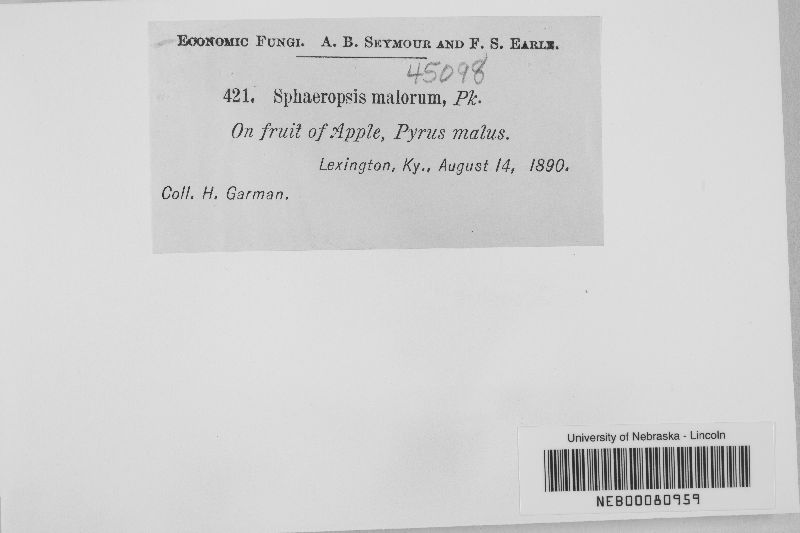 Economic Fungi. A. B. Seymour and F. S. Earle.
45098
421. Sphaeropsis malorum, Pk.
On fruit of Apple, Pyrus malus.
Lexington, Ky., August 14, 1890.
Coll. H. Garman.
University of Nebraska - Lincoln
NEB00080959